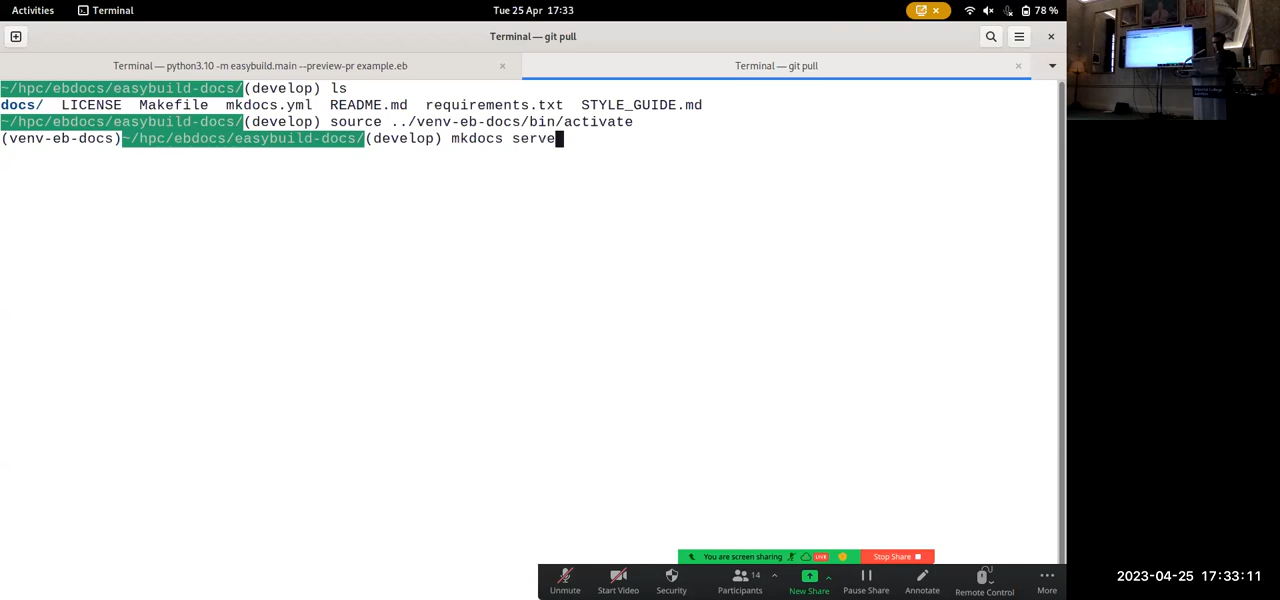 Activities
Terminal
Tue 25 Apr 17:33
78 %
Terminal — git pull
Terminal — python3.10 -m easybuild.main --preview-pr example.eb
Terminal — git pull
~/hpc/ebdocs/easybuild-docs/(develop) ls
docs/ LICENSE Makefile mkdocs.yml README.md requirements.txt STYLE_GUIDE.md
~/hpc/ebdocs/easybuild-docs/(develop) source ../venv-eb-docs/bin/activate
(venv-eb-docs)~/hpc/ebdocs/easybuild-docs/(develop) mkdocs serve
You are screen sharing
LIVE
Stop Share
Unmute
Start Video
Security
Participants
14
New Share
Pause Share
Annotate
Remote Control
More
2023-04-25 17:33:11